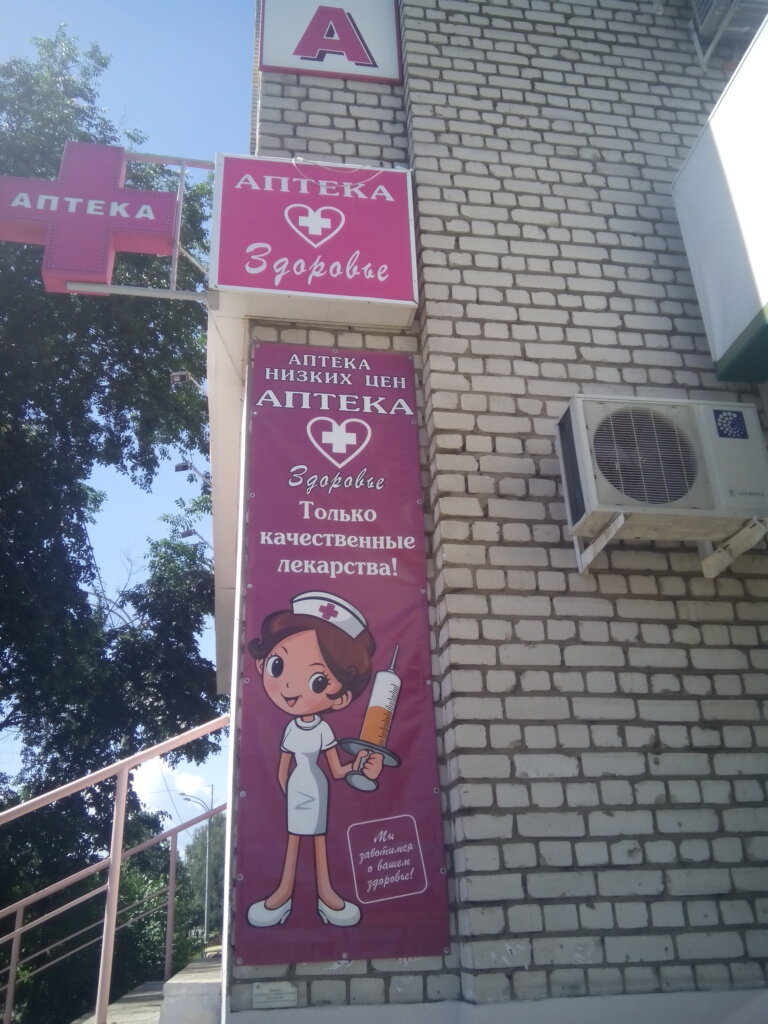 А
АПТЕКА
АПТЕКА
Здоровье
АПТЕКА
НИЗКИХ ЦЕН
АПТЕКА
Здоровье
Только
качественные
лекарства!
Мы
заботимся
о вашем
здоровье!